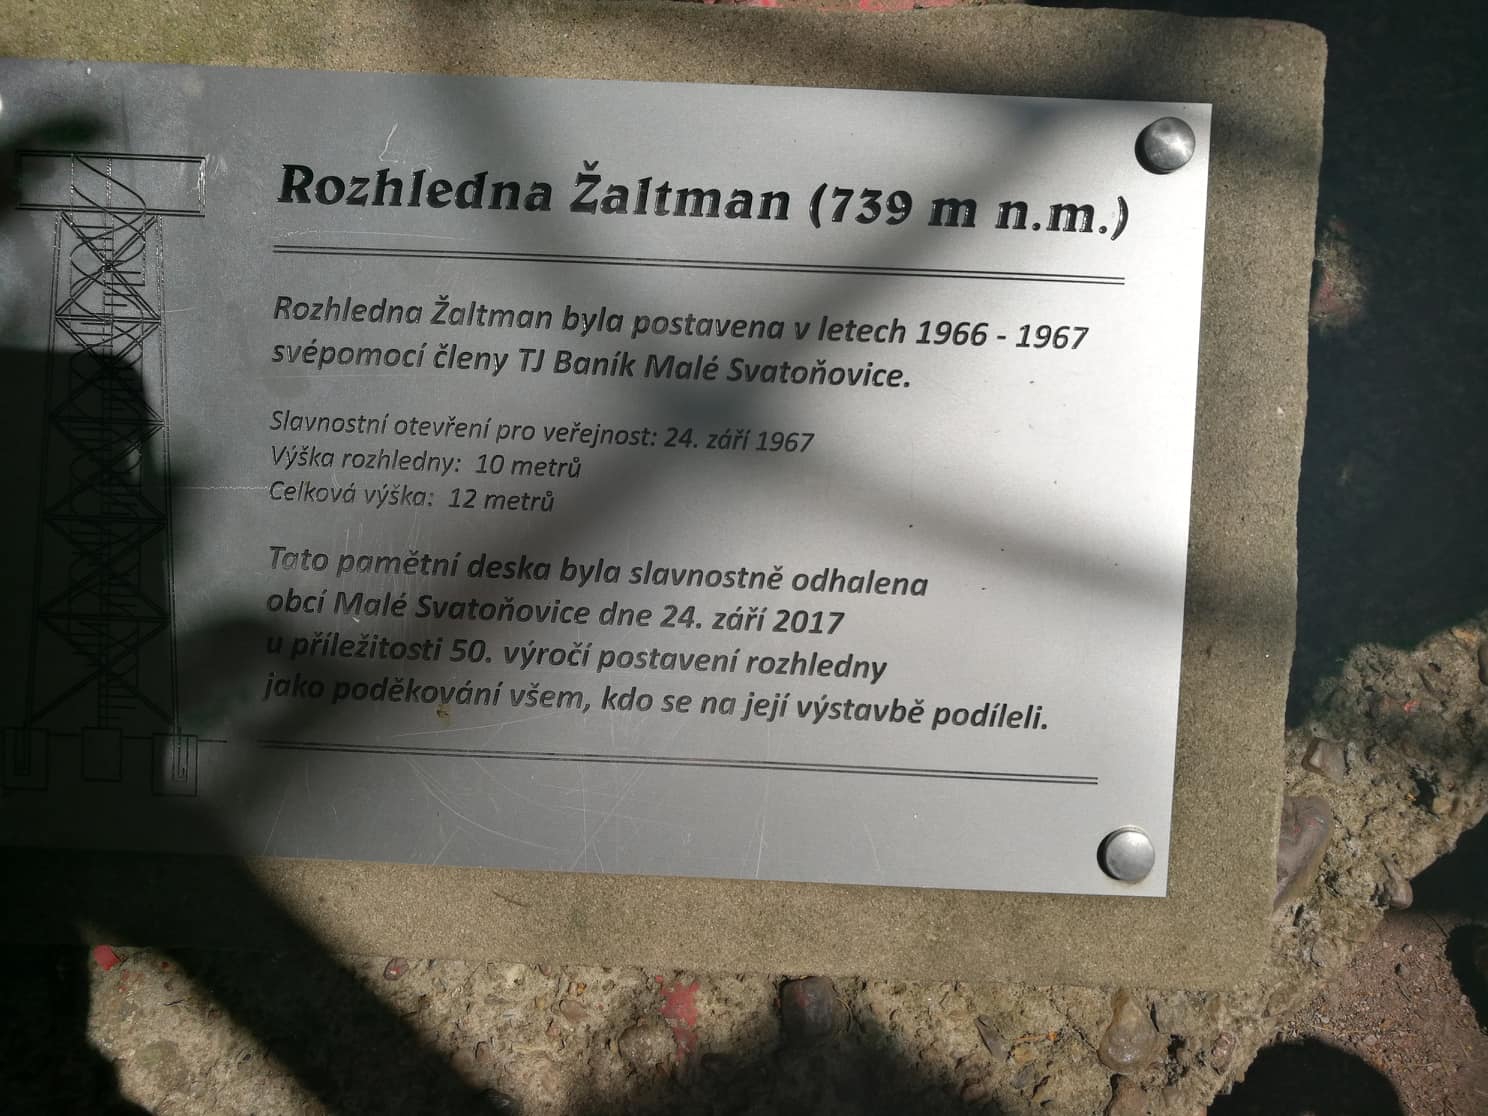 Rozhledna Žaltman (739 m n.m.)
Rozhledna Žaltman byla postavena v letech 1966 - 1967
svépomocí členy TJ Baník Malé Svatoňovice.
Slavnostní otevření pro veřejnost: 24. září 1967
Výška rozhledny: 10 metrů
Celková výška: 12 metrů
Tato pamětní deska byla slavnostně odhalena
obcí Malé Svatoňovice dne 24. září 2017
u příležitosti 50. výročí postavení rozhledny
jako poděkování všem, kdo se na její výstavbě podíleli.